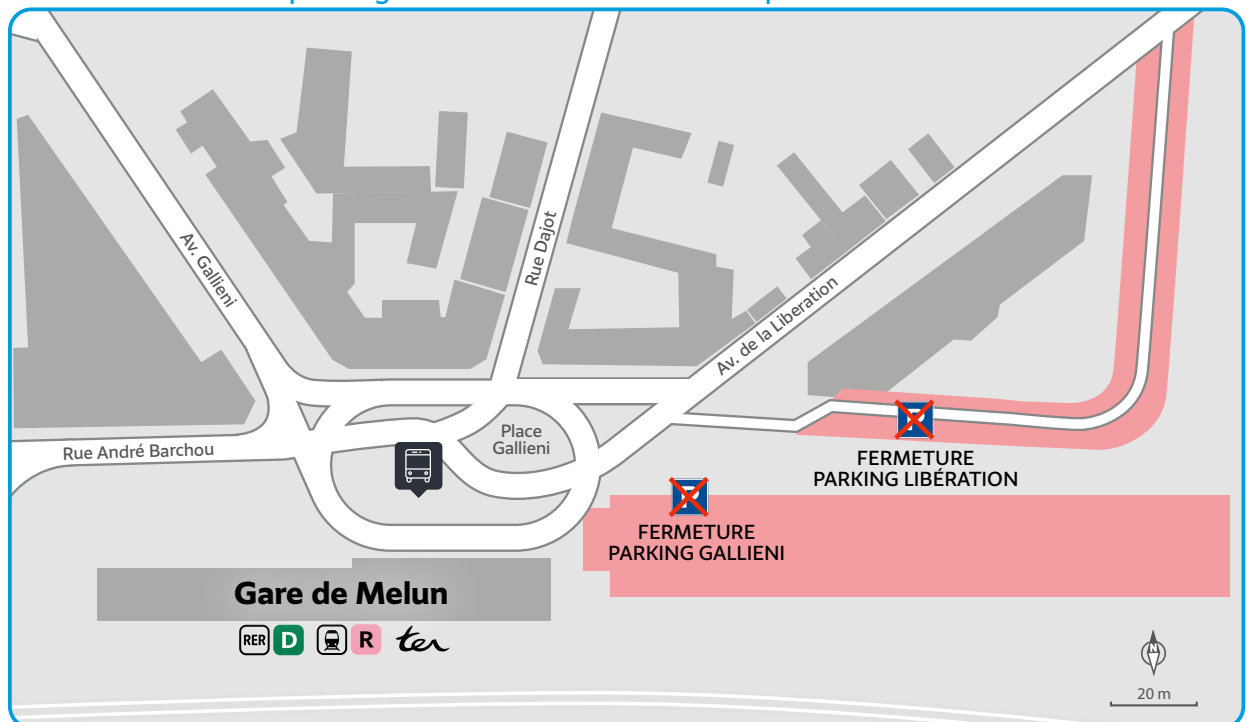 Av. Gallieni
Rue Dajot
Av. de la Liberation
Rue André Barchou
Place
Gallieni
P
FERMETURE
PARKING LIBÉRATION
P
FERMETURE
PARKING GALLIENI
Gare de Melun
RER D R ter
N
20 m